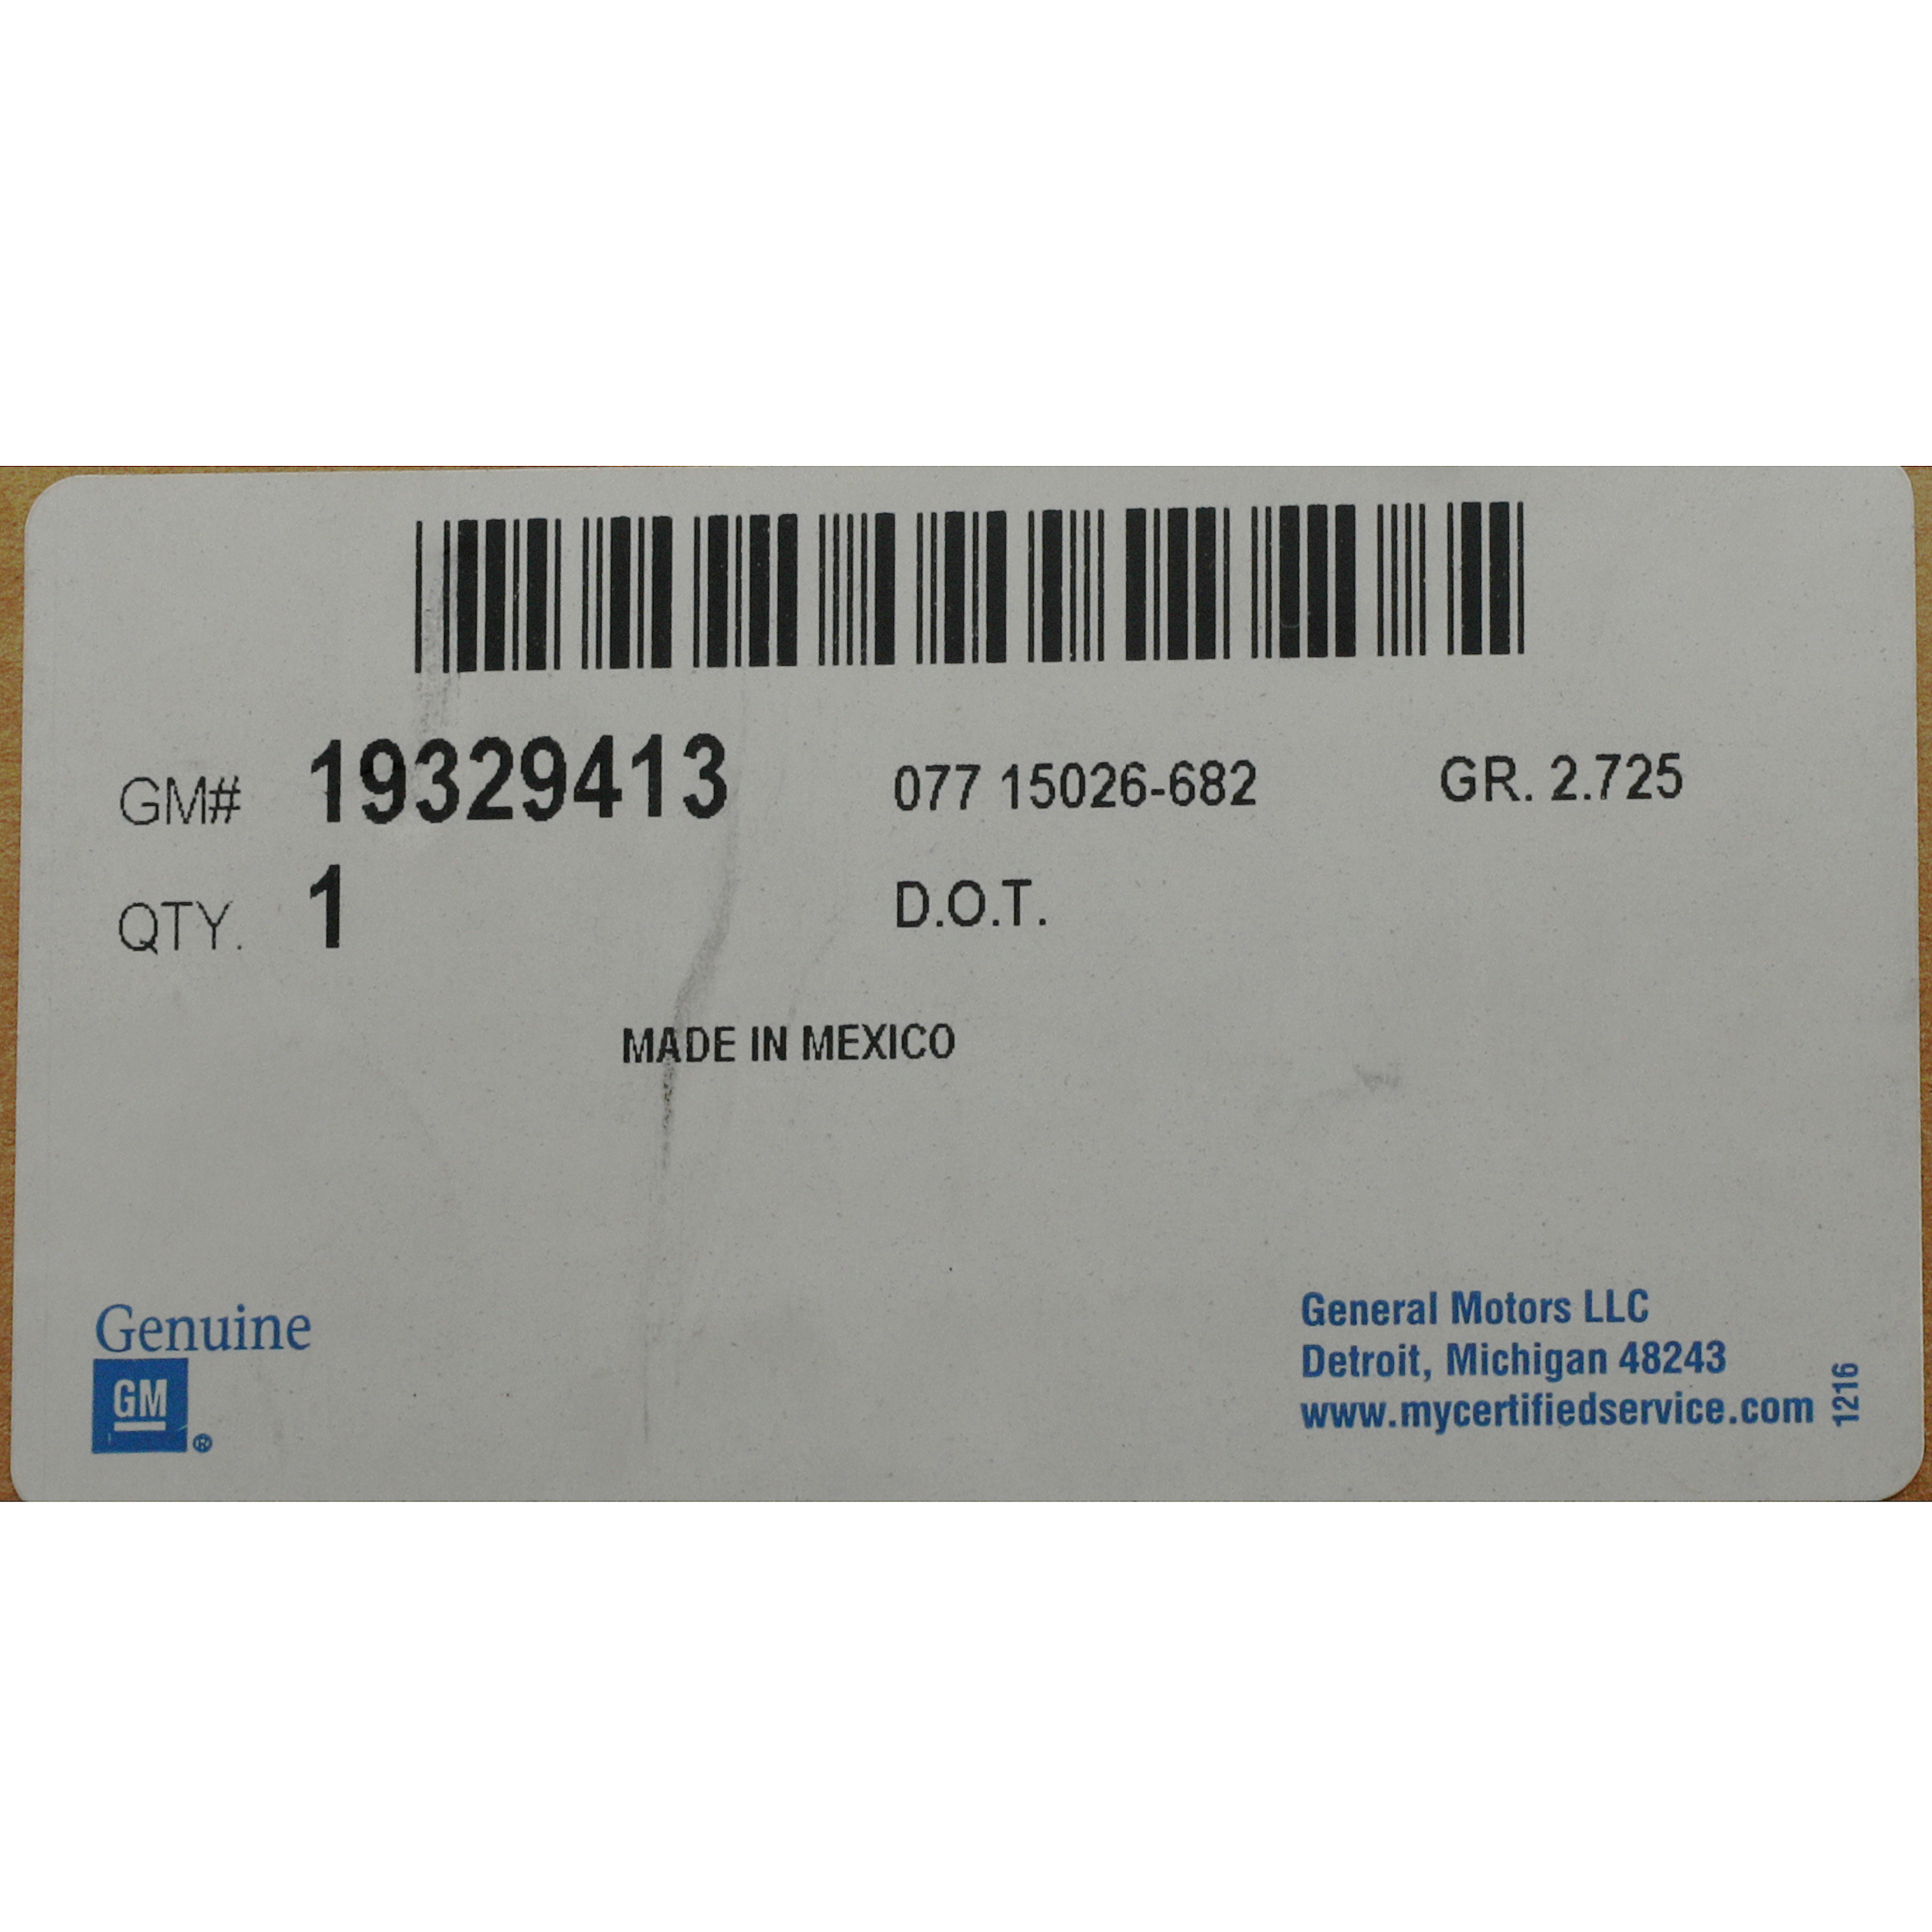 GM# 19329413 077 15026-682 GR. 2.725
QTY. 1 D.O.T.
MADE IN MEXICO
Genuine
GM ®
General Motors LLC
Detroit, Michigan 48243
www.mycertifiedservice.com
1216